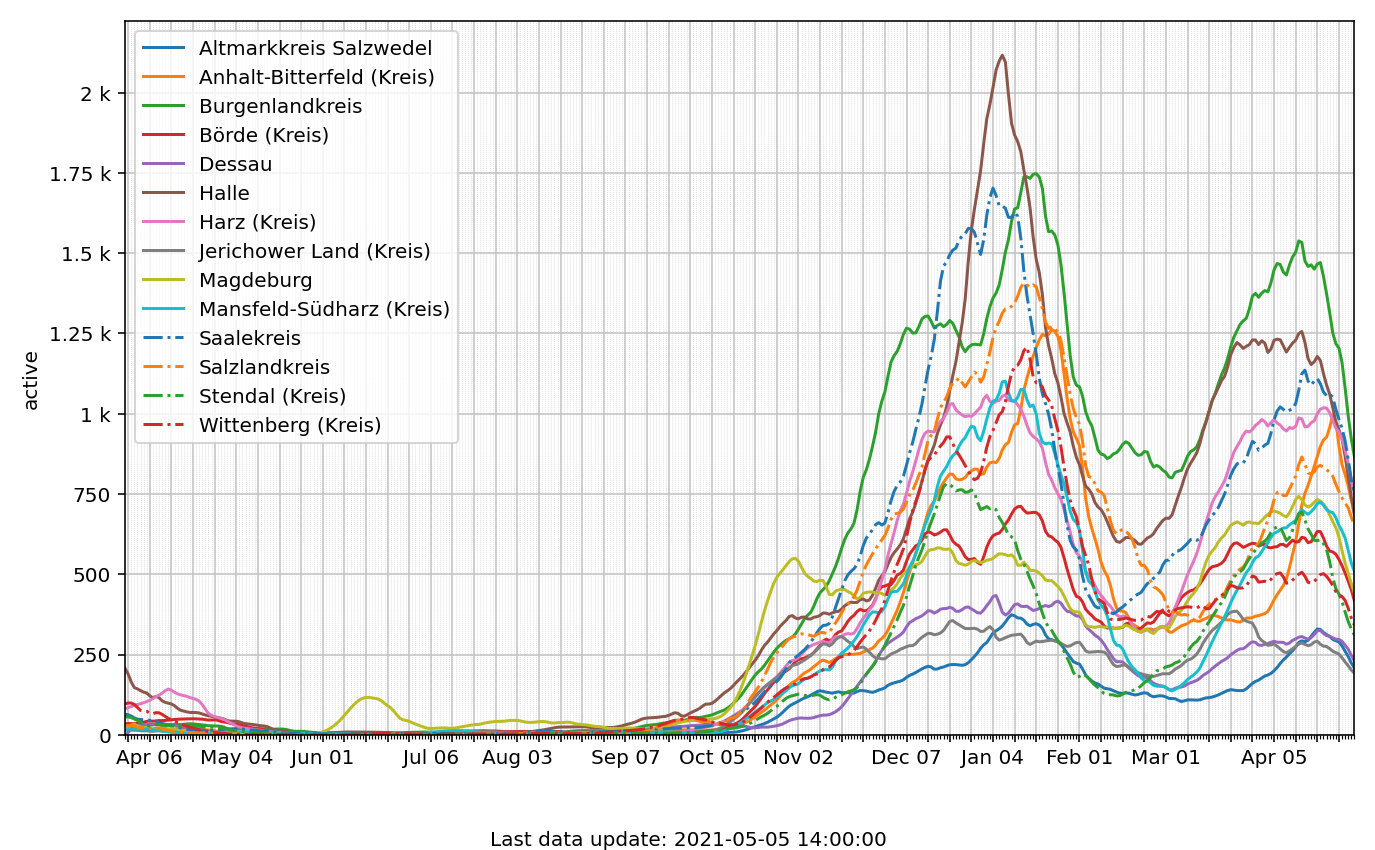 2 k
1.75 k
1.5 k
1.25 k
1 k
750
500
250
0
active
Altmarkkreis Salzwedel
Anhalt-Bitterfeld (Kreis)
Burgenlandkreis
Börde (Kreis)
Dessau
Halle
Harz (Kreis)
Jerichower Land (Kreis)
Magdeburg
Mansfeld-Südharz (Kreis)
Saalekreis
Salzlandkreis
Stendal (Kreis)
Wittenberg (Kreis)
Apr 06 May 04 Jun 01 Jul 06 Aug 03 Sep 07 Oct 05 Nov 02 Dec 07 Jan 04 Feb 01 Mar 01 Apr 05
Last data update: 2021-05-05 14:00:00